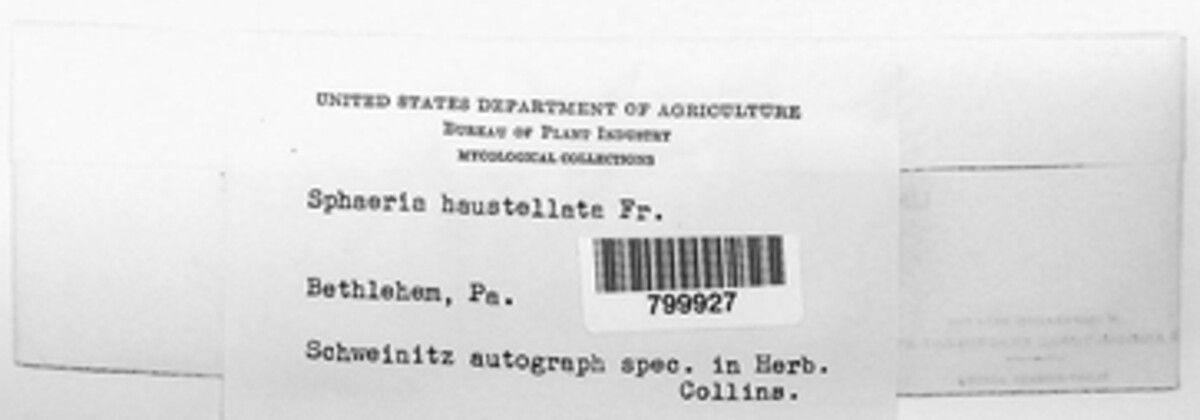 UNITED STATES DEPARTMENT OF AGRICULTURE
BUREAU OF PLANT INDUSTRY
MYCOLOGICAL COLLECTIONS
Sphaeria haustellata Fr.
799927
Bethlehem, Pa.
Schweinitz autograph spec. in Herb.
Collins.